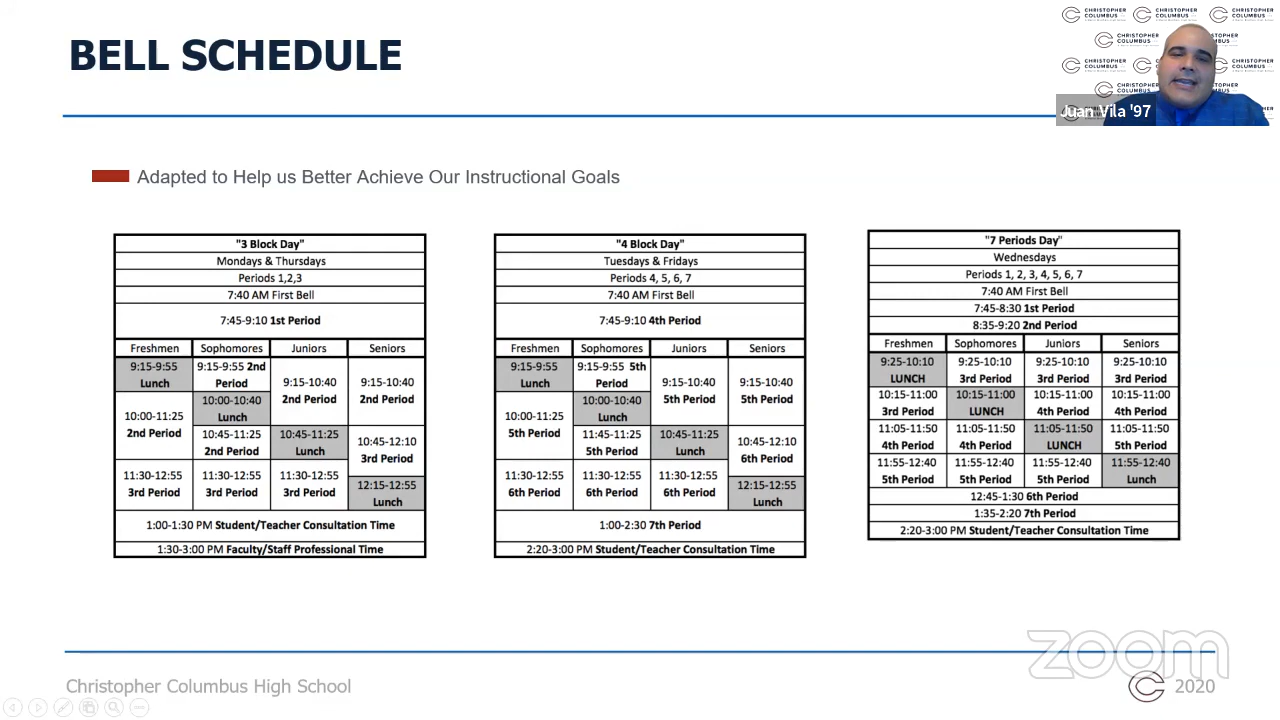 BELL SCHEDULE
CHRISTOPHER COLUMBUS
CHRISTOPHER COLUMBUS
CHRISTOPHER COLUMBUS
Juan Vila '97
Adapted to Help us Better Achieve Our Instructional Goals
"3 Block Day"
Mondays & Thursdays
Periods 1,2,3
7:40 AM First Bell
7:45-9:10 1st Period
Freshmen Sophomores Juniors Seniors
9:15-9:55 Lunch
10:00-11:25 2nd Period
11:30-12:55 3rd Period
9:15-9:55 2nd Period
10:00-10:40 Lunch
10:45-11:25 2nd Period
11:30-12:55 3rd Period
9:15-10:40 2nd Period
10:45-11:25 Lunch
11:30-12:55 3rd Period
9:15-10:40 2nd Period
10:45-12:10 3rd Period
12:15-12:55 Lunch
1:00-1:30 PM Student/Teacher Consultation Time
1:30-3:00 PM Faculty/Staff Professional Time
"4 Block Day"
Tuesdays & Fridays
Periods 4, 5, 6, 7
7:40 AM First Bell
7:45-9:10 4th Period
Freshmen Sophomores Juniors Seniors
9:15-9:55 Lunch
10:00-11:25 5th Period
11:30-12:55 6th Period
9:15-9:55 5th Period
10:00-10:40 Lunch
11:45-11:25 5th Period
11:30-12:55 6th Period
9:15-10:40 5th Period
10:45-11:25 Lunch
11:30-12:55 6th Period
9:15-10:40 5th Period
10:45-12:10 6th Period
12:15-12:55 Lunch
1:00-2:30 7th Period
2:20-3:00 PM Student/Teacher Consultation Time
"7 Periods Day"
Wednesdays
Periods 1, 2, 3, 4, 5, 6, 7
7:40 AM First Bell
7:45-8:30 1st Period
8:35-9:20 2nd Period
Freshmen Sophomores Juniors Seniors
9:25-10:10 9:25-10:10 9:25-10:10 9:25-10:10
LUNCH 3rd Period 3rd Period 3rd Period
10:15-11:00 10:15-11:00 10:15-11:00 10:15-11:00
3rd Period LUNCH 4th Period 4th Period
11:05-11:50 11:05-11:50 11:05-11:50 11:05-11:50
4th Period 4th Period LUNCH 5th Period
11:55-12:40 11:55-12:40 11:55-12:40 11:55-12:40
5th Period 5th Period 5th Period Lunch
12:45-1:30 6th Period
1:35-2:20 7th Period
2:20-3:00 PM Student/Teacher Consultation Time
zoom
Christopher Columbus High School
2020